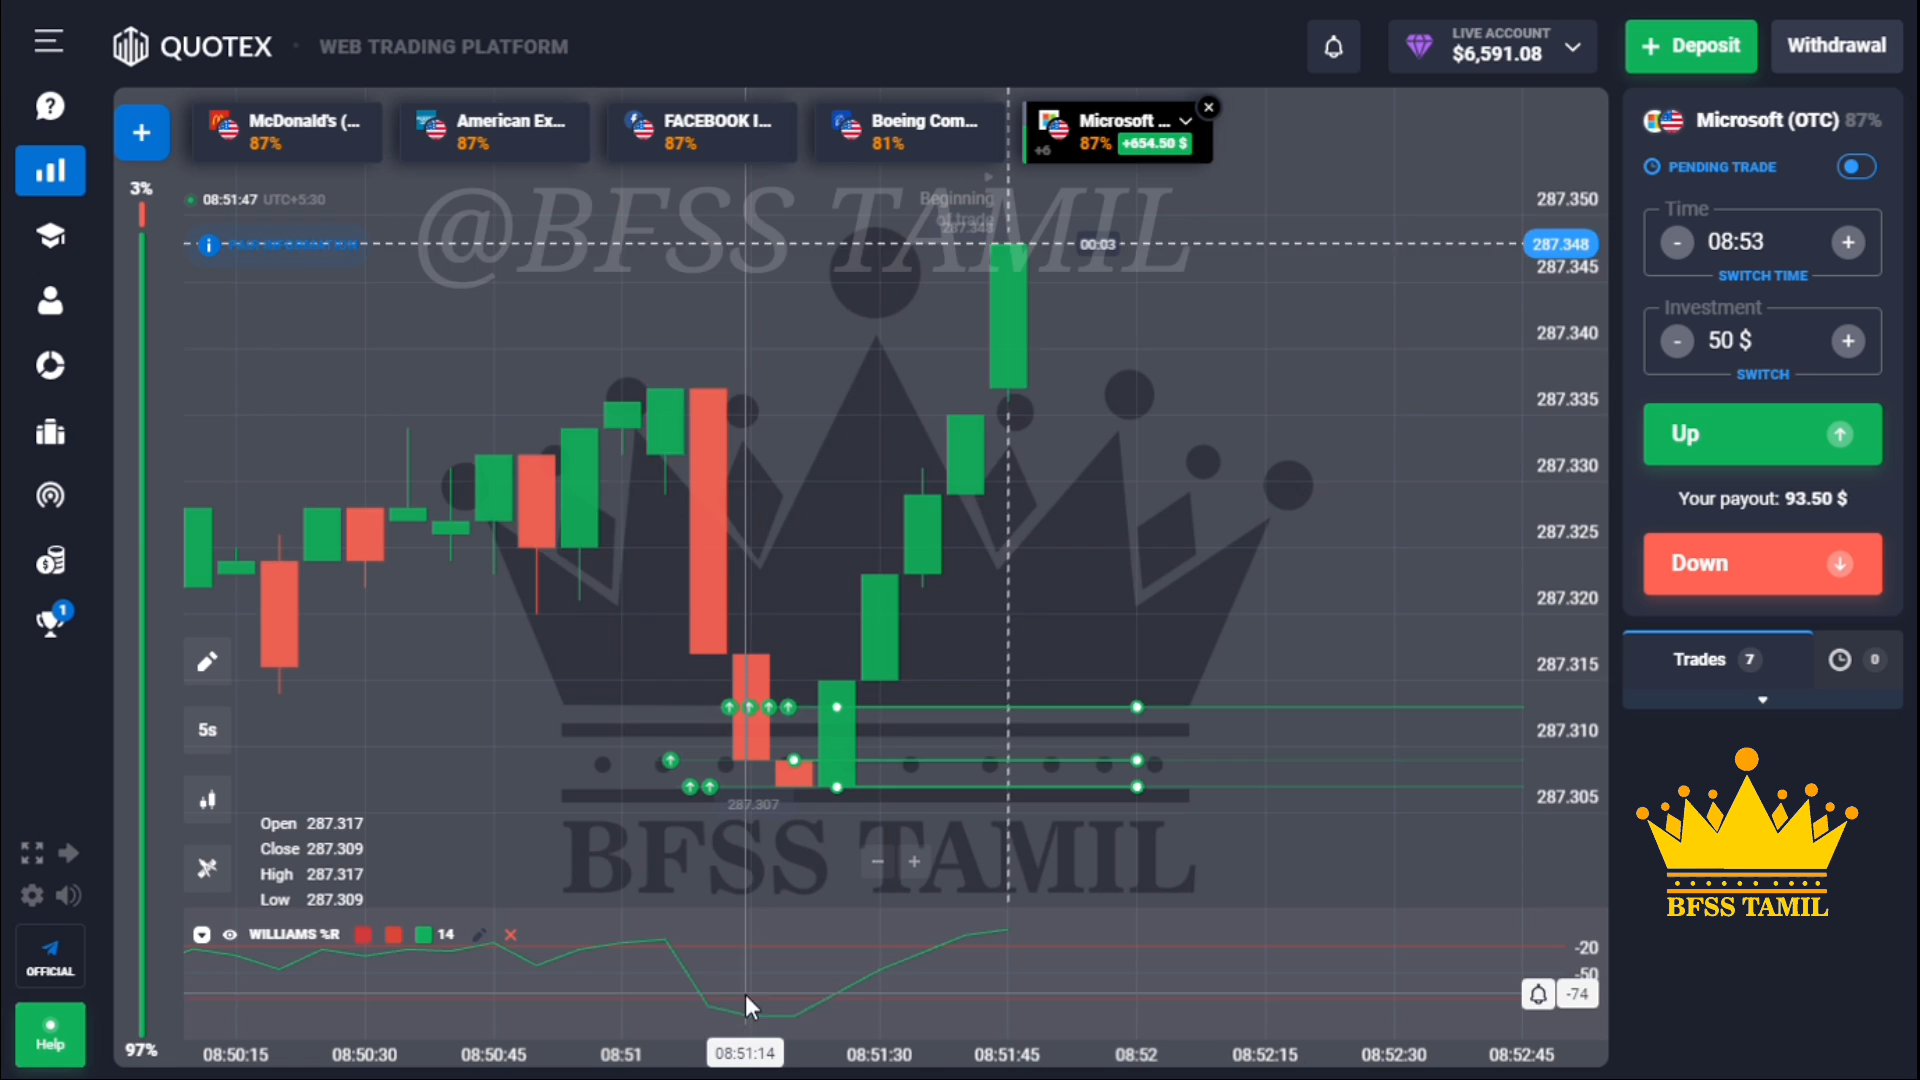 QUOTEX
WEB TRADING PLATFORM
LIVE ACCOUNT
$6,591.08
+ Deposit
Withdrawal
McDonald's (...
87%
American Ex...
87%
FACEBOOK I...
87%
Boeing Com...
81%
Microsoft ...
+6
87%
+654.50 $
Microsoft (OTC) 87%
PENDING TRADE
Time
- 08:53 +
SWITCH TIME
Investment
- 50 $ +
SWITCH
Up
Your payout: 93.50 $
Down
Trades 7
0
BFSS TAMIL
3%
08:51:47 UTC+5:30
@BFSS TAMIL
Beginning
of trade
287.348
PAIR INFORMATION
00:03
287.350
287.348
287.345
287.340
287.335
287.330
287.325
287.320
287.315
287.310
287.305
5s
287.307
Open 287.317
Close 287.309
High 287.317
Low 287.309
BFSS TAMIL
- +
WILLIAMS %R 14
-20
-50
-74
1
OFFICIAL
Help
97%
08:50:15
08:50:30
08:50:45
08:51
08:51:14
08:51:30
08:51:45
08:52
08:52:15
08:52:30
08:52:45